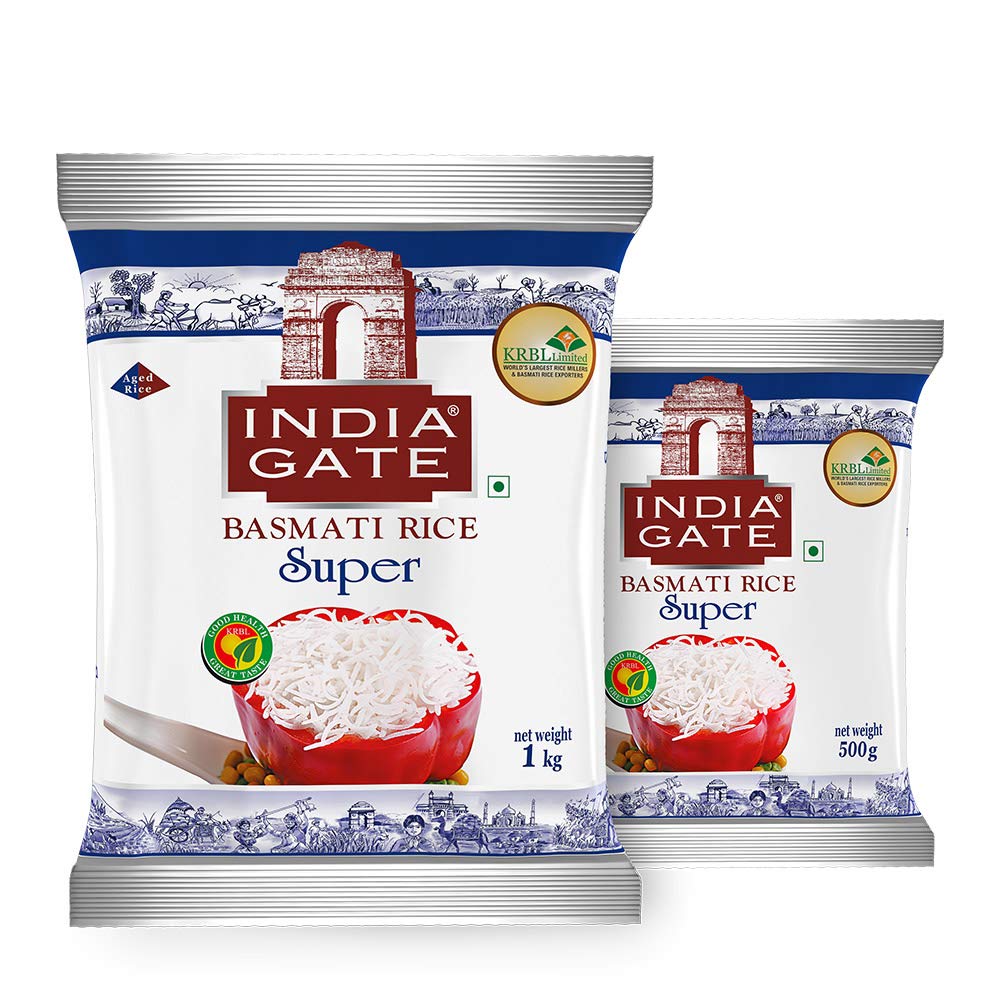 INDIA
Aged
Rice
KRBL Limited
WORLD'S LARGEST RICE MILLERS
& BASMATI RICE EXPORTERS
INDIA®
GATE
BASMATI RICE
Super
GOOD HEALTH
KRBL
GREAT TASTE
net weight
1 kg
INDIA
KRBL Limited
WORLD'S LARGEST RICE MILLERS
& BASMATI RICE EXPORTERS
INDIA®
GATE
BASMATI RICE
Super
GOOD HEALTH
KRBL
GREAT TASTE
net weight
500g